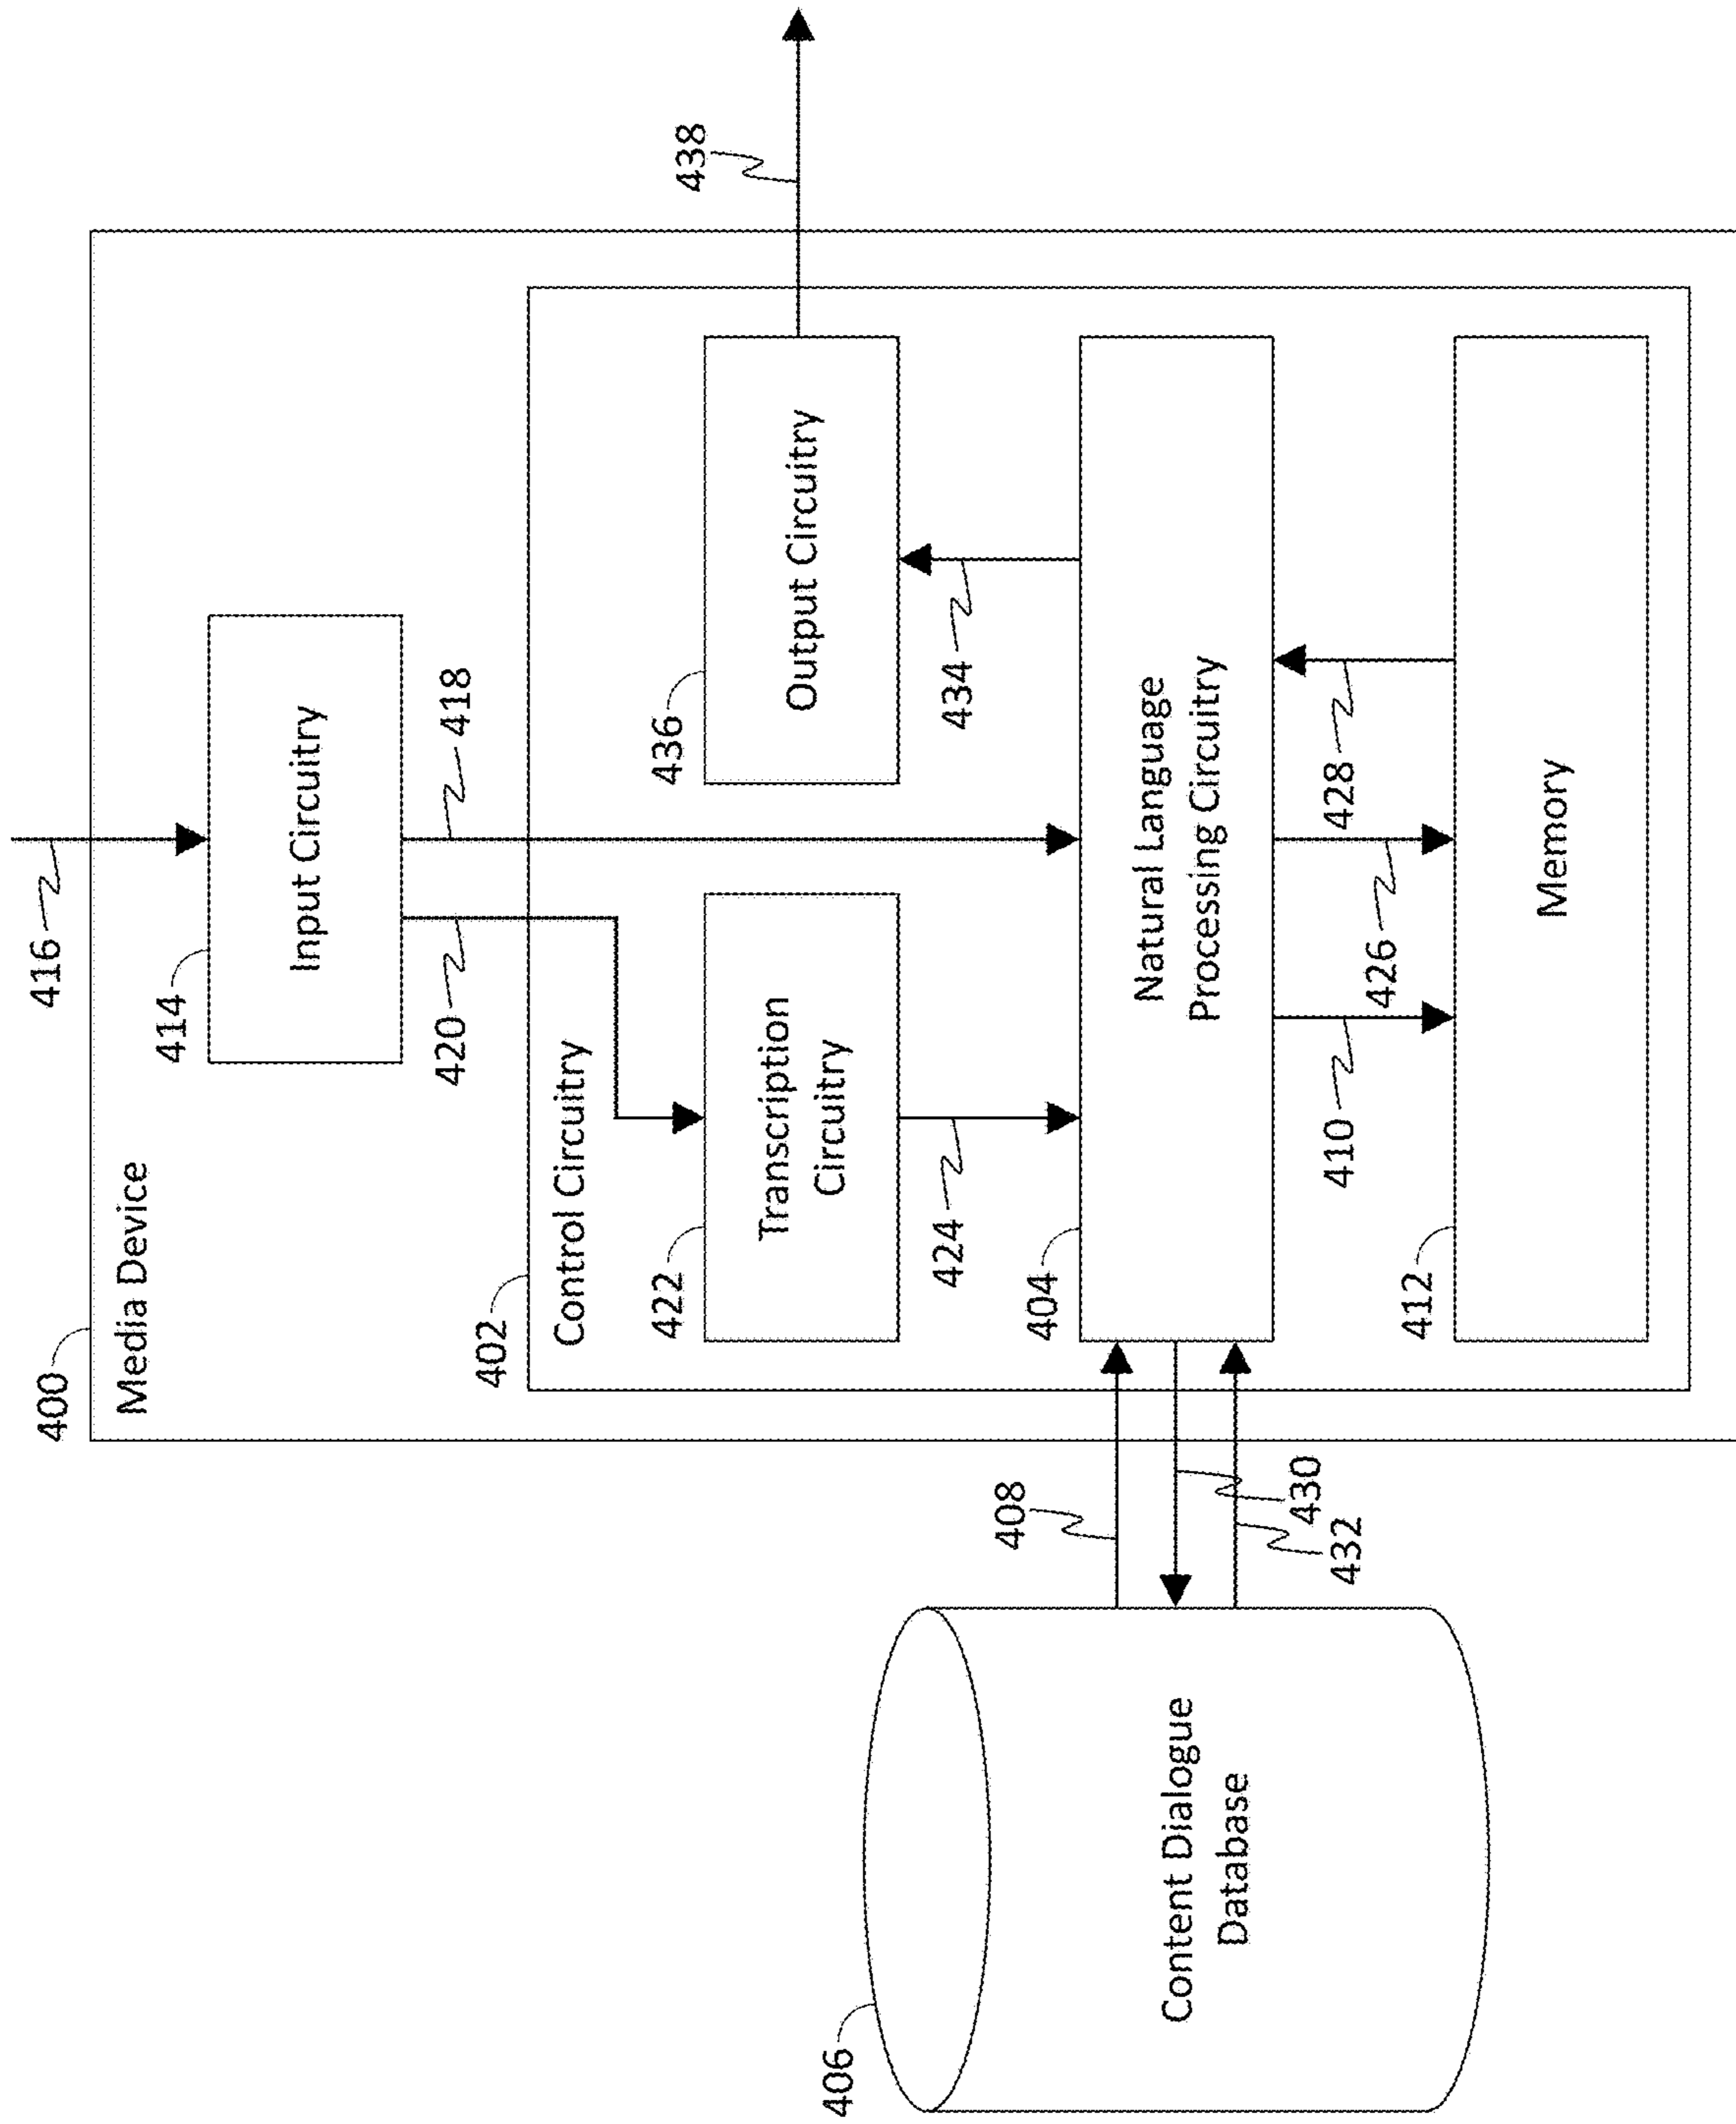 400
416
Media Device
414
Input Circuitry
420
418
402
Control Circuitry
422
436
438
Transcription
Circuitry
Output Circuitry
406
424
434
408
404
Content Dialogue
Database
Natural Language
Processing Circuitry
430
432
410
426
428
412
Memory